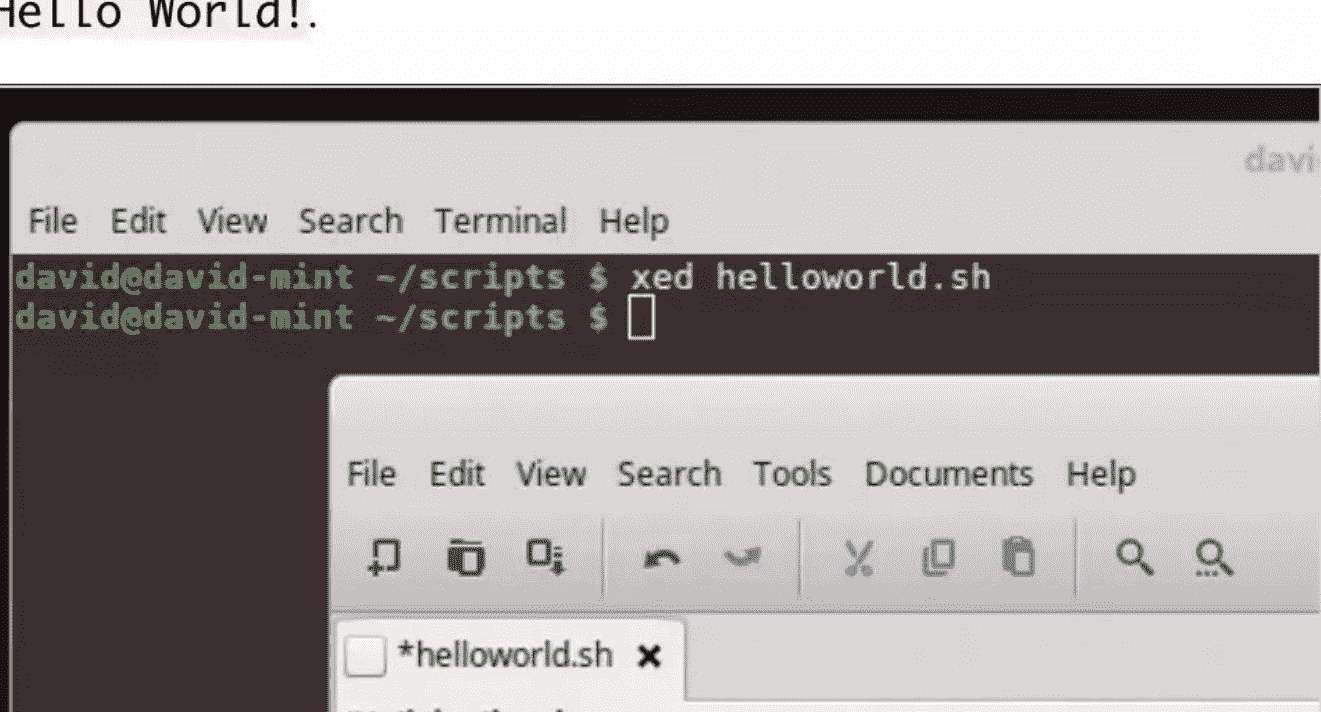 Hello World!.
davi
File Edit View Search Terminal Help
david@david-mint ~/scripts $ xed helloworld.sh
david@david-mint ~/scripts $
File Edit View Search Tools Documents Help
*helloworld.sh